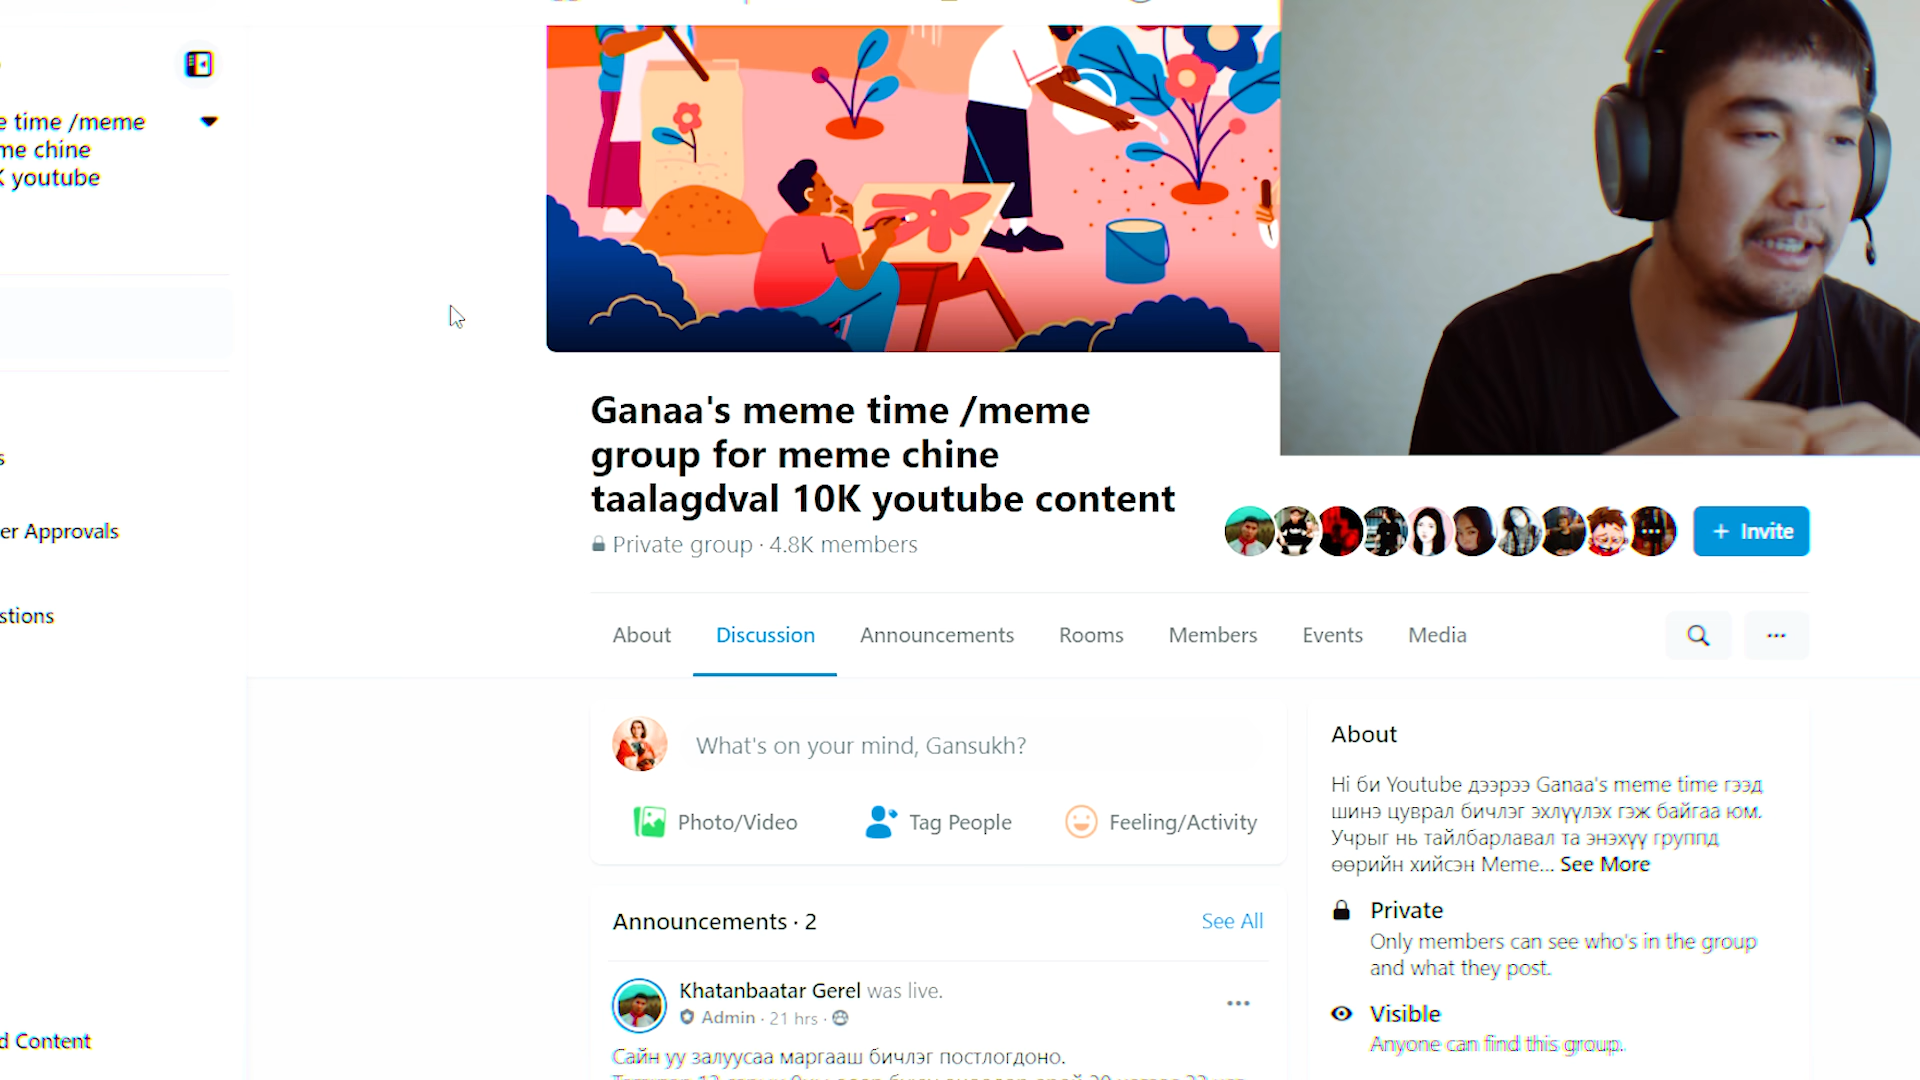 e time /meme
me chine
K youtube
s
er Approvals
stions
d Content
Ganaa's meme time /meme
group for meme chine
taalagdval 10K youtube content
Private group · 4.8K members
+ Invite
About
Discussion
Announcements
Rooms
Members
Events
Media
What's on your mind, Gansukh?
Photo/Video
Tag People
Feeling/Activity
Announcements · 2
See All
Khatanbaatar Gerel was live.
Admin · 21 hrs ·
Сайн уу залуусаа маргааш бичлэг постлогдоно.
About
Hi би Youtube дээрээ Ganaa's meme time гээд
шинэ цуврал бичлэг эхлүүлэх гэж байгаа юм.
Учрыг нь тайлбарлавал та энэхүү группд
өөрийн хийсэн Meme... See More
Private
Only members can see who's in the group
and what they post.
Visible
Anyone can find this group.